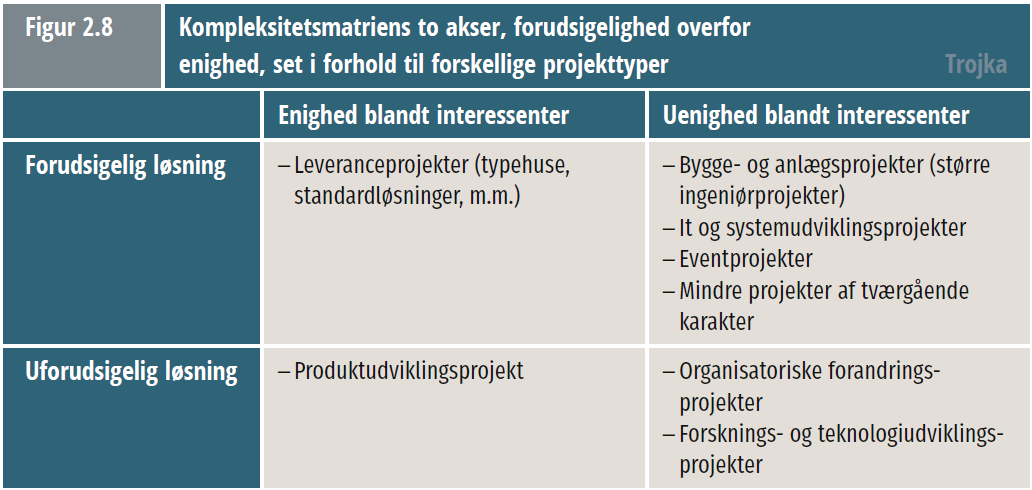 Figur 2.8
Kompleksitetsmatriens to akser, forudsigelighed overfor
enighed, set i forhold til forskellige projekttyper
Trojka
Enighed blandt interessenter
Uenighed blandt interessenter
Forudsigelig løsning
– Leveranceprojekter (typehuse,
standardløsninger, m.m.)
– Bygge- og anlægsprojekter (større
ingeniørprojekter)
– It og systemudviklingsprojekter
– Eventprojekter
– Mindre projekter af tværgående
karakter
Uforudsigelig løsning
– Produktudviklingsprojekt
– Organisatoriske forandrings-
projekter
– Forsknings- og teknologiudviklings-
projekter